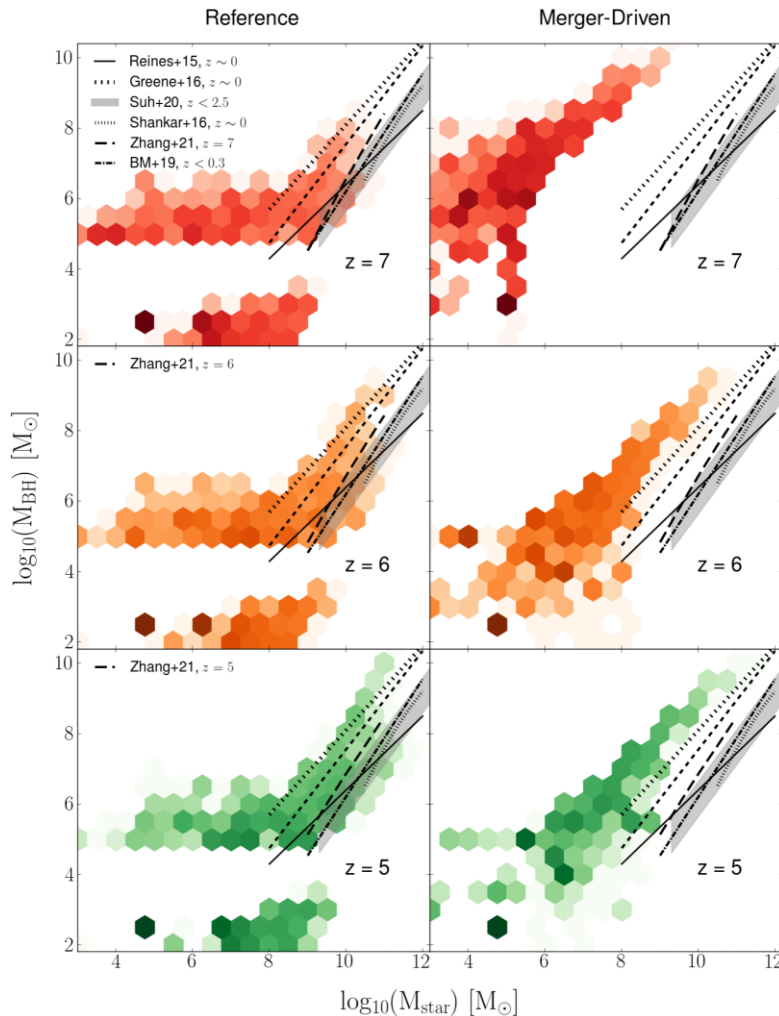 Reference Merger-Driven
10
8
6
4
2
Reines+15, z ∼ 0
Greene+16, z ∼ 0
Suh+20, z < 2.5
Shankar+16, z ∼ 0
Zhang+21, z = 7
BM+19, z < 0.3
z = 7 z = 7
10
8
6
4
2
Zhang+21, z = 6
z = 6 z = 6
log10(MBH) [M⊙]
10
8
6
4
2
Zhang+21, z = 5
z = 5 z = 5
4 6 8 10 12 4 6 8 10 12
log10(Mstar) [M⊙] log10(Mstar) [M⊙]